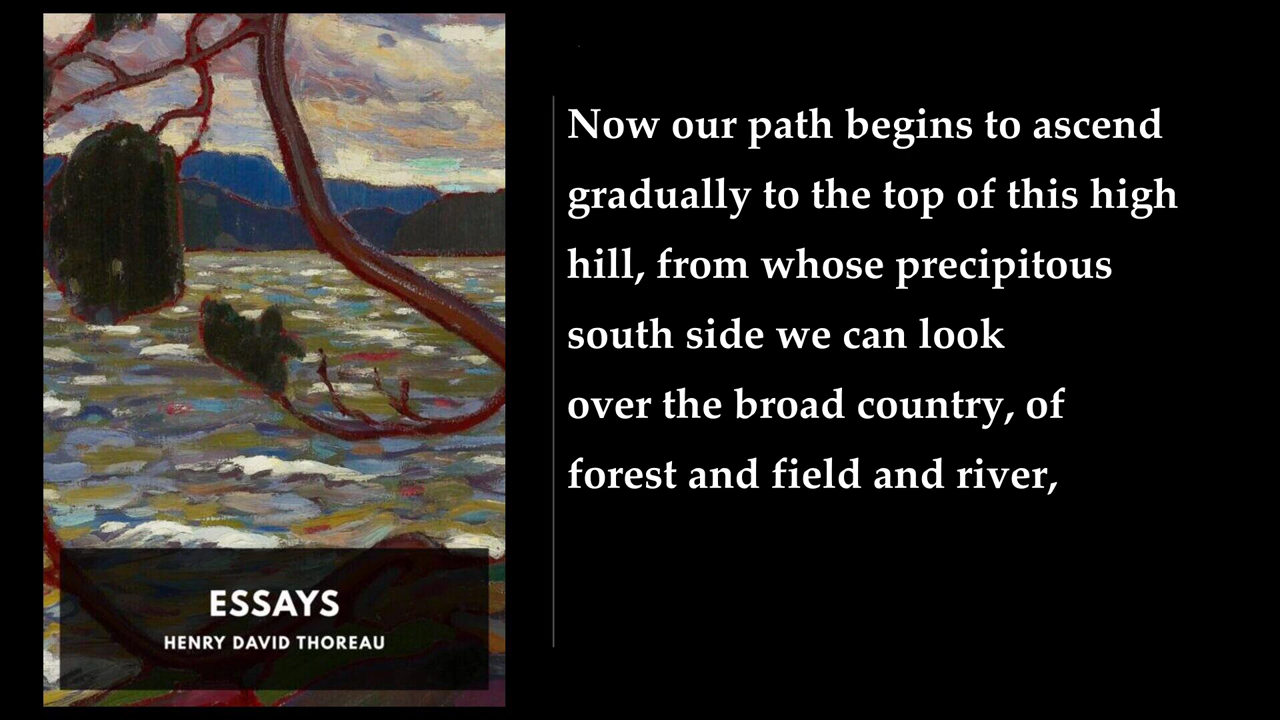 Now our path begins to ascend
gradually to the top of this high
hill, from whose precipitous
south side we can look
over the broad country, of
forest and field and river,
ESSAYS
HENRY DAVID THOREAU